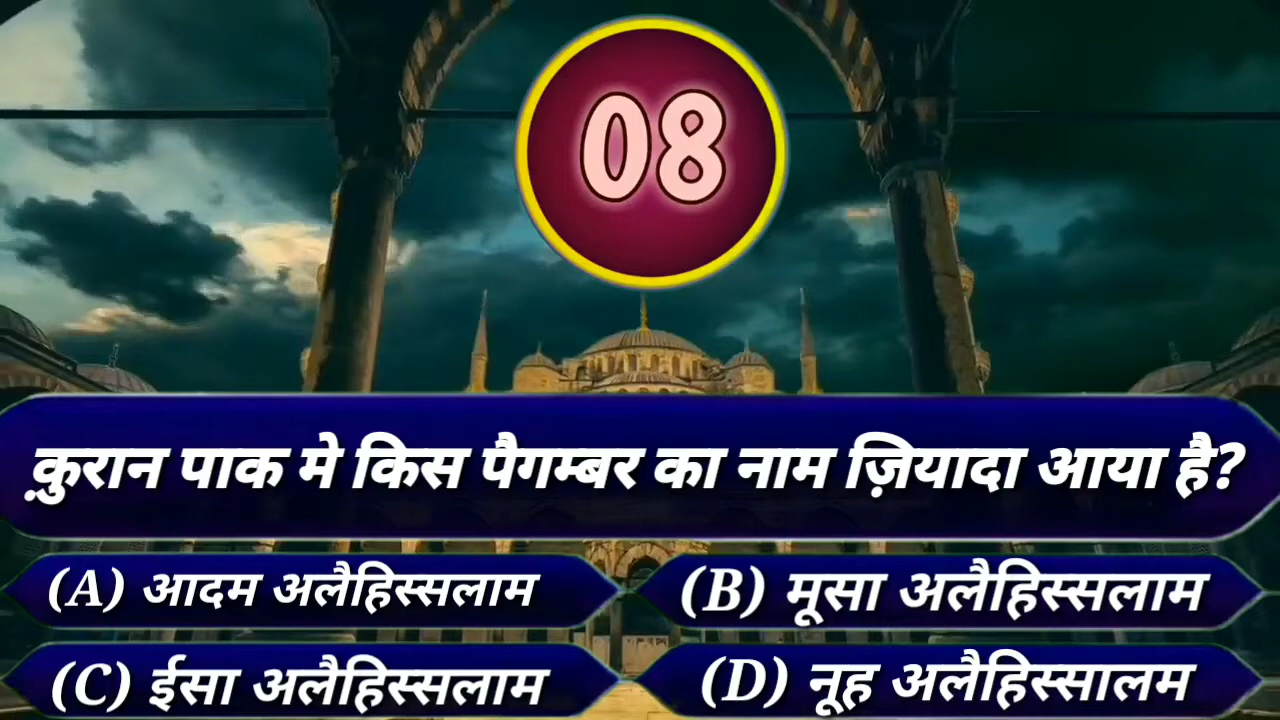 08
क़ुरान पाक मे किस पैगम्बर का नाम ज़ियादा आया है?
(A) आदम अलैहिस्सलाम
(B) मूसा अलैहिस्सलाम
(C) ईसा अलैहिस्सलाम
(D) नूह अलैहिस्सालम